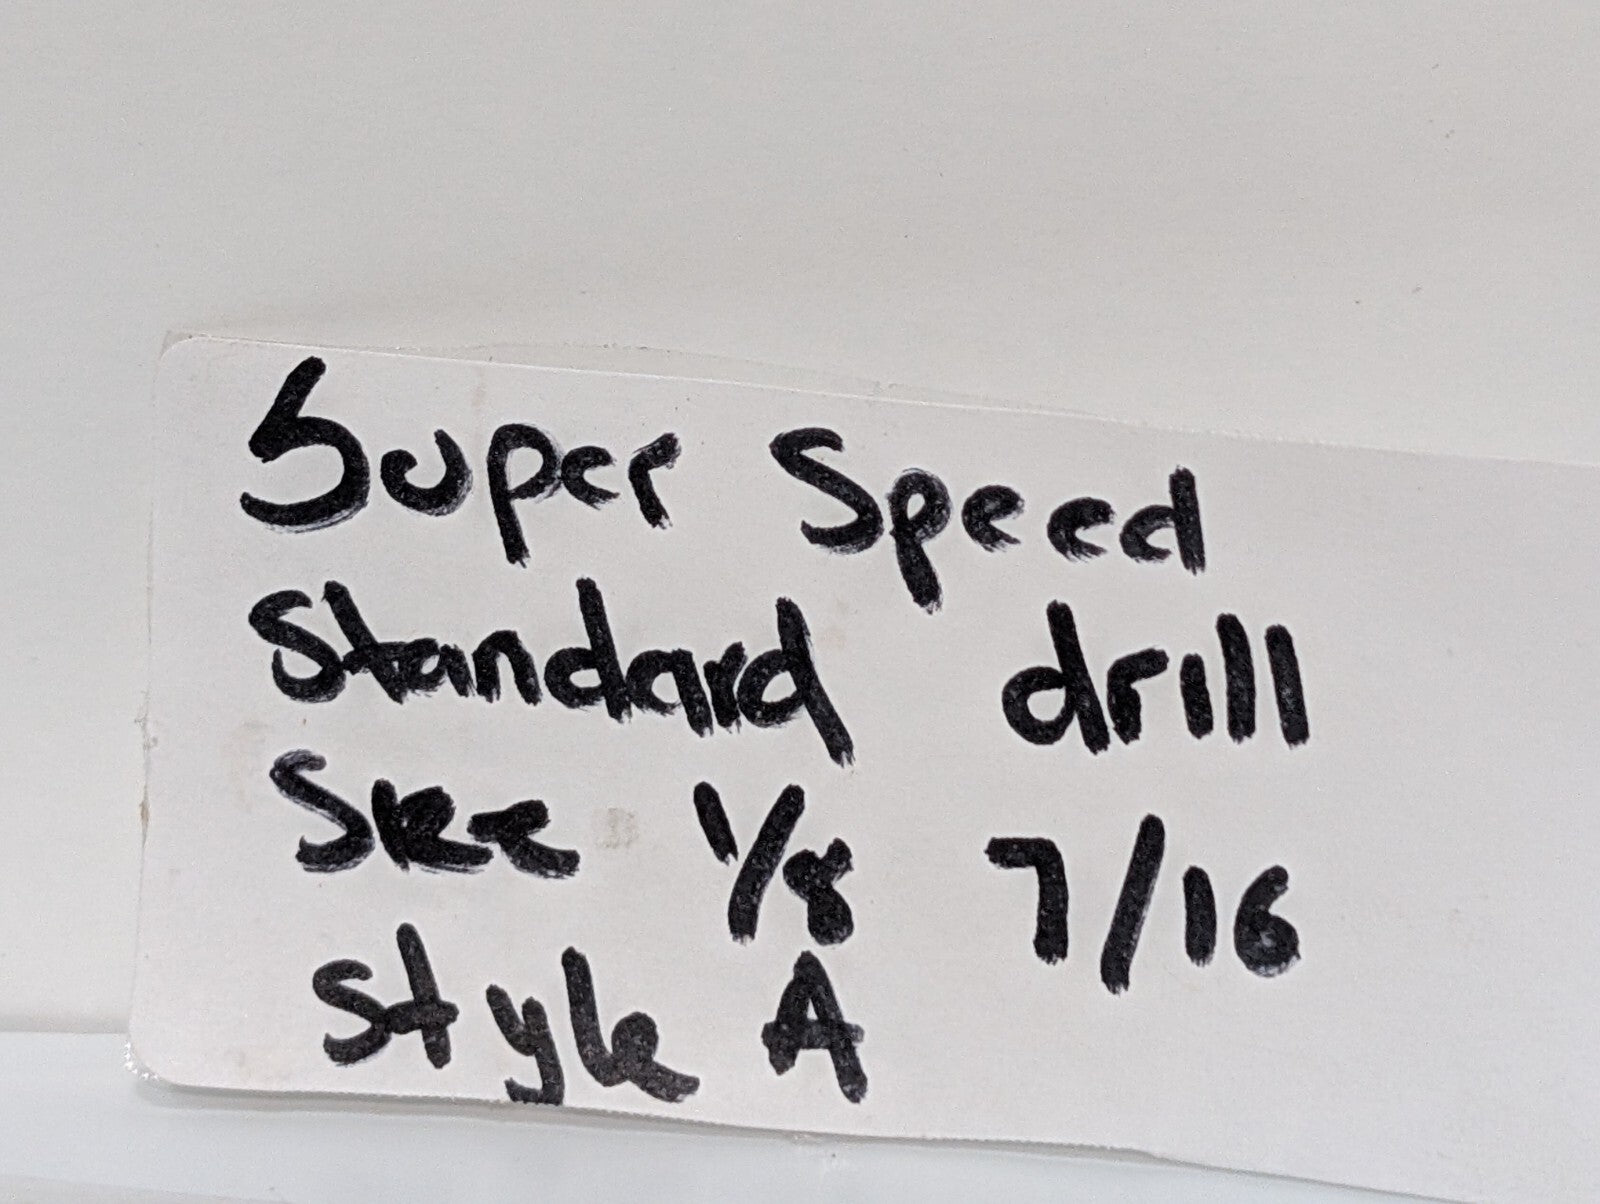 Super Speed
Standard drill
Size 1/8 7/16
Style A